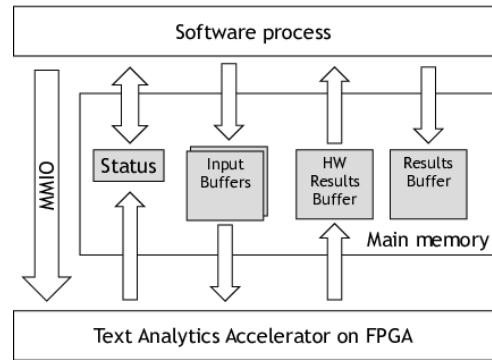 Software process
MMIO
Status
Input
Buffers
HW
Results
Buffer
Results
Buffer
Main memory
Text Analytics Accelerator on FPGA